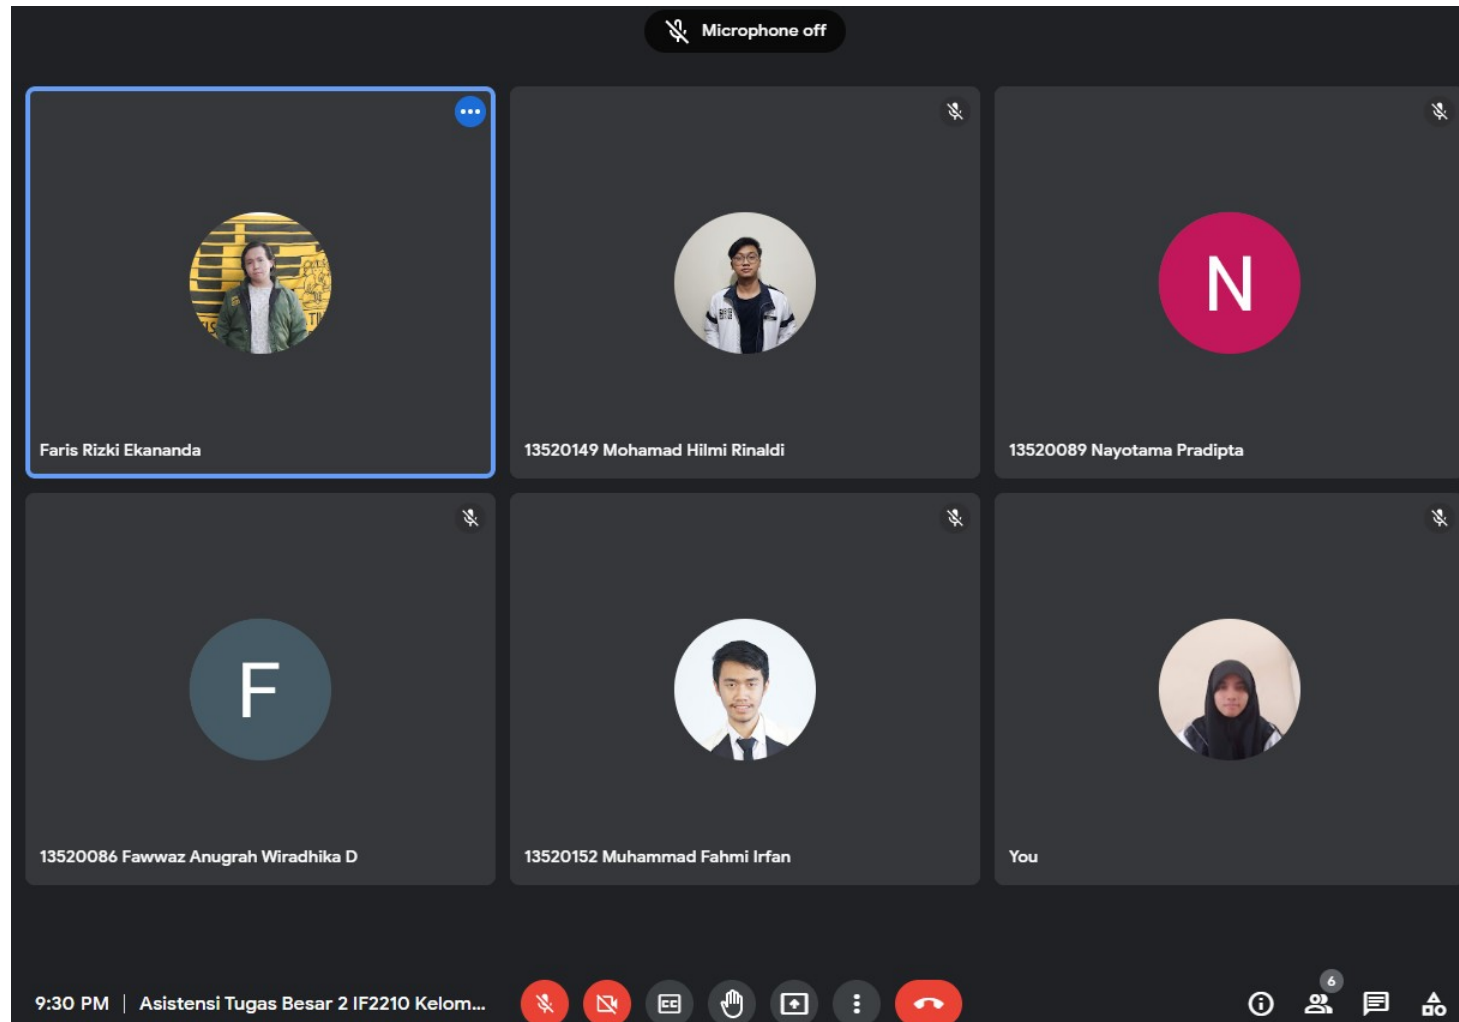 Microphone off
Faris Rizki Ekananda
13520149 Mohamad Hilmi Rinaldi
N
13520089 Nayotama Pradipta
F
13520086 Fawwaz Anugrah Wiradhika D
13520152 Muhammad Fahmi Irfan
You
6
9:30 PM | Asistensi Tugas Besar 2 IF2210 Kelom...
CC